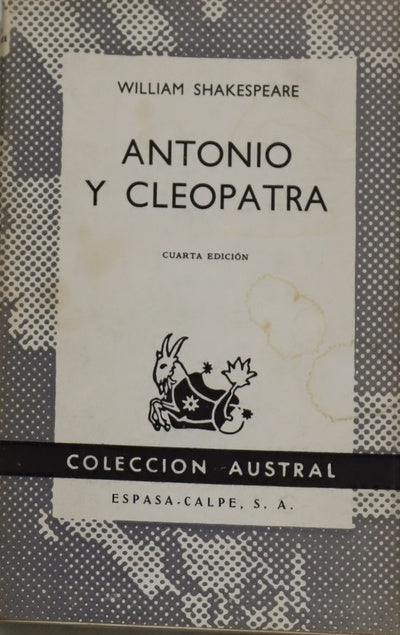 WILLIAM SHAKESPEARE
ANTONIO
Y CLEOPATRA
CUARTA EDICIÓN
COLECCION AUSTRAL
ESPASA-CALPE, S. A.